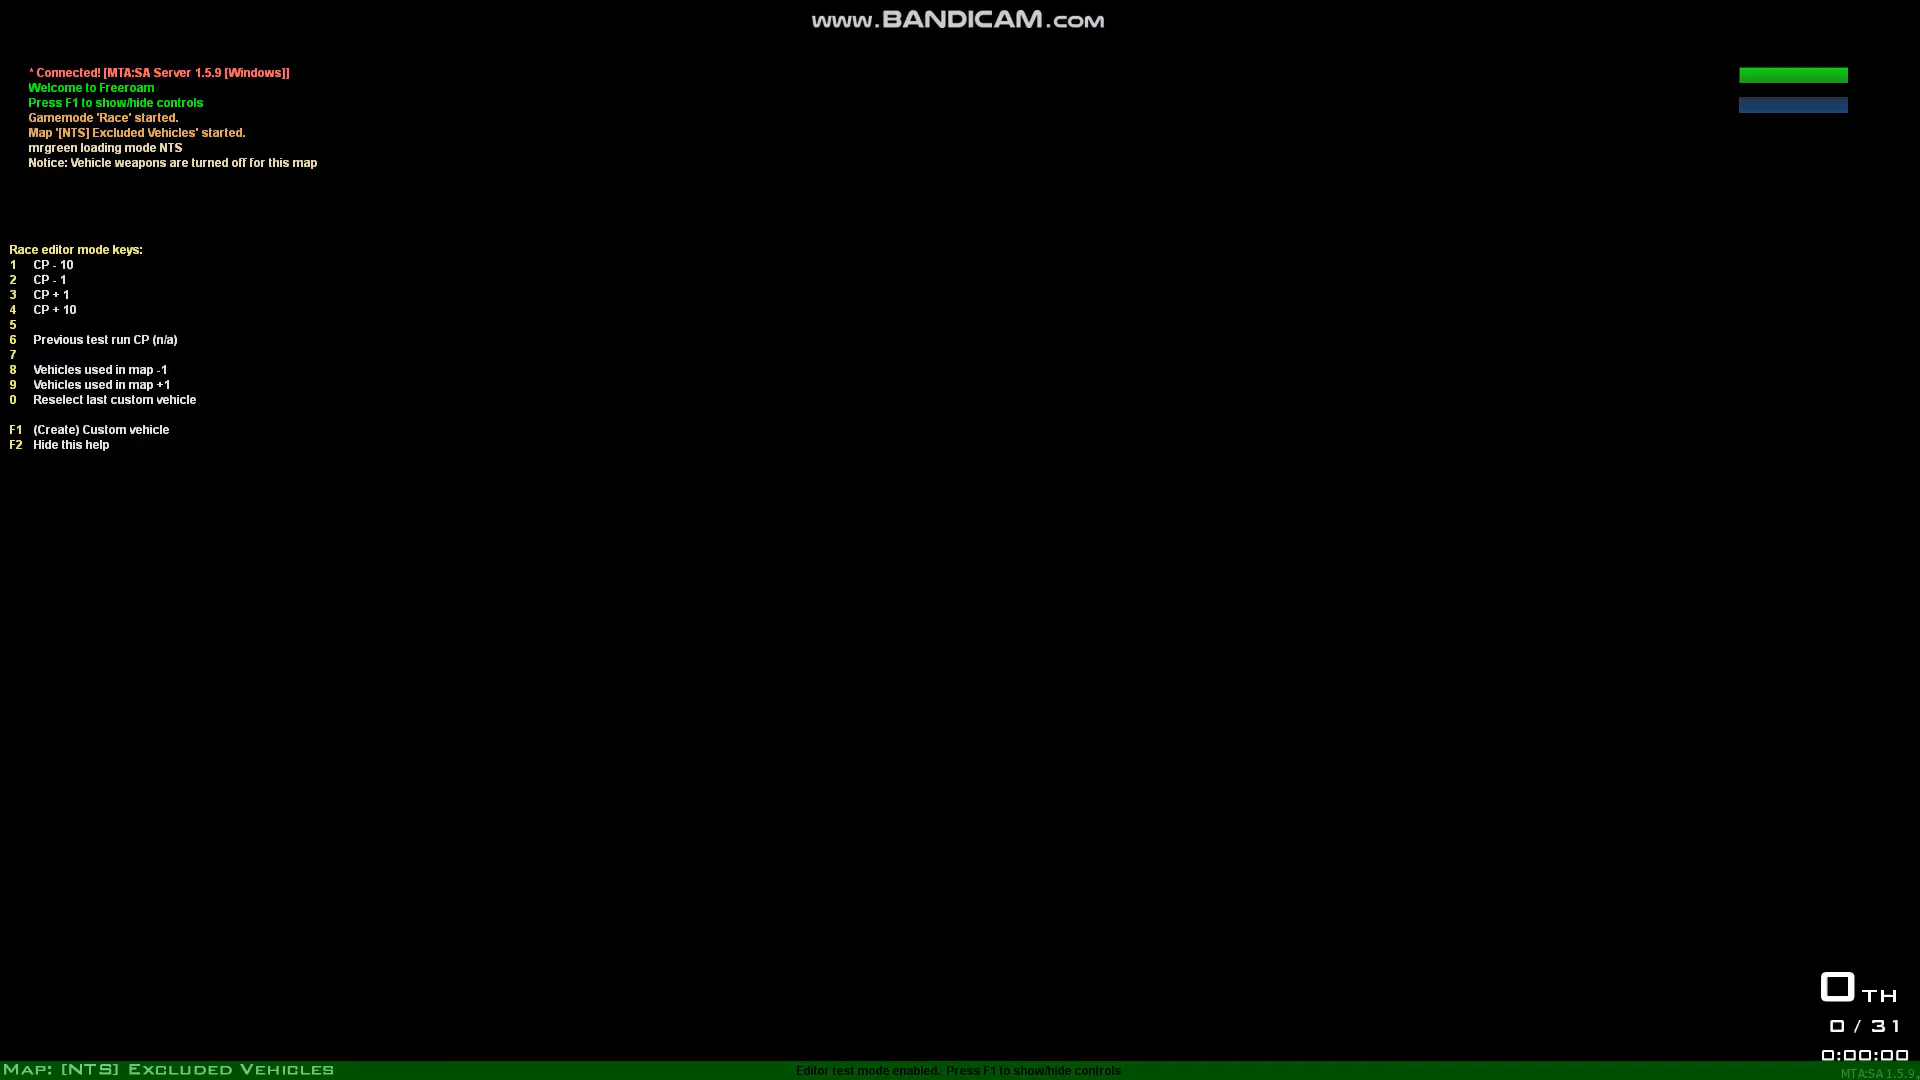 www.BANDICAM.com
* Connected! [MTA:SA Server 1.5.9 [Windows]]
Welcome to Freeroam
Press F1 to show/hide controls
Gamemode 'Race' started.
Map '[NTS] Excluded Vehicles' started.
mrgreen loading mode NTS
Notice: Vehicle weapons are turned off for this map
Race editor mode keys:
1 CP - 10
2 CP - 1
3 CP + 1
4 CP + 10
5
6 Previous test run CP (n/a)
7
8 Vehicles used in map -1
9 Vehicles used in map +1
0 Reselect last custom vehicle
F1 (Create) Custom vehicle
F2 Hide this help
0 TH
0 / 31
0:00:00
Map: [NTS] Excluded Vehicles
Editor test mode enabled. Press F1 to show/hide controls
MTA:SA 1.5.9